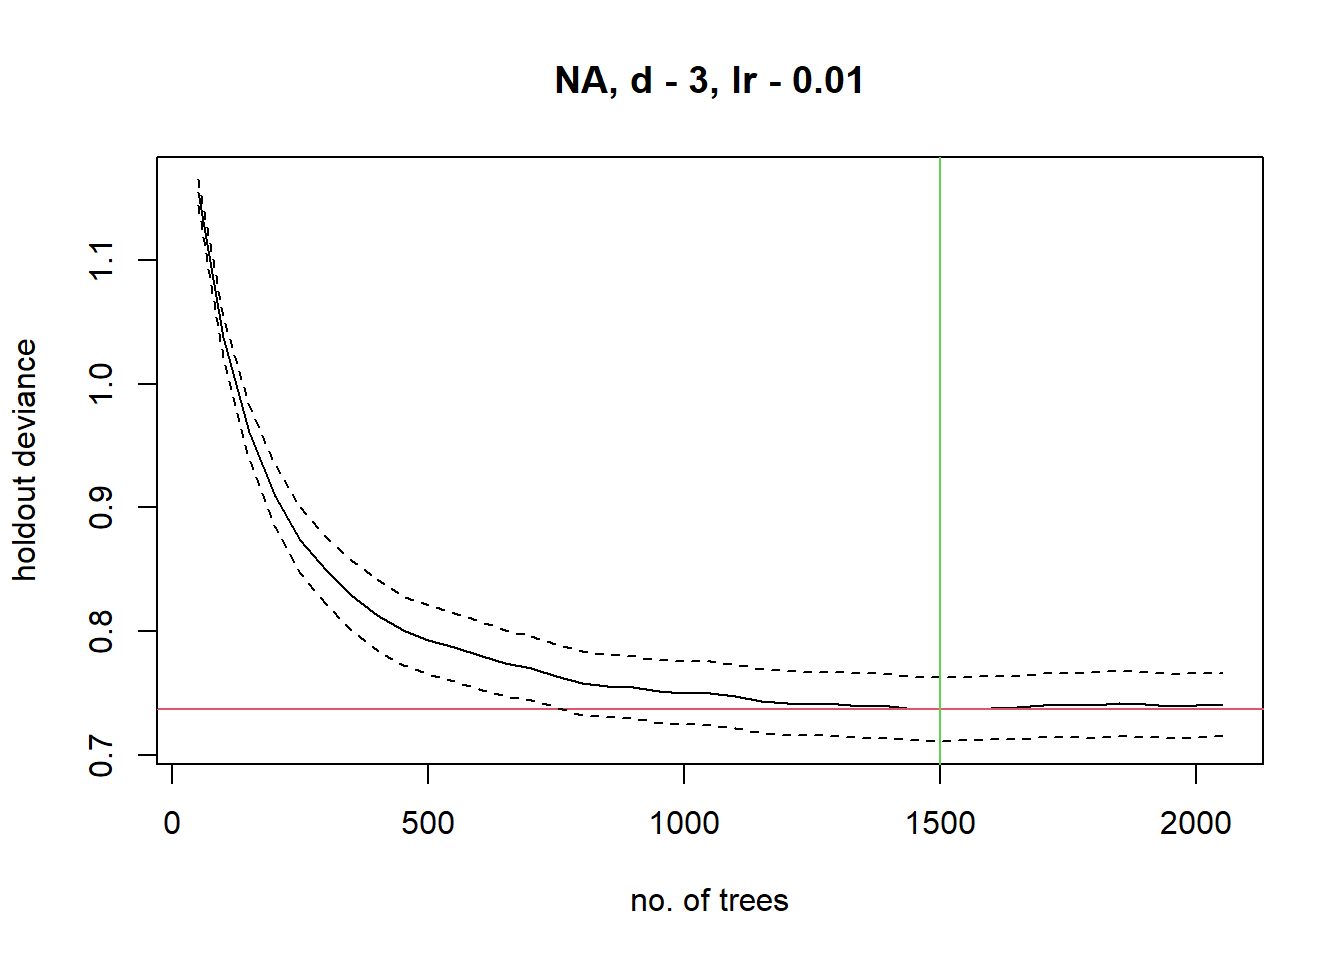 NA, d - 3, lr - 0.01
holdout deviance
1.1
1.0
0.9
0.8
0.7
0 500 1000 1500 2000
no. of trees